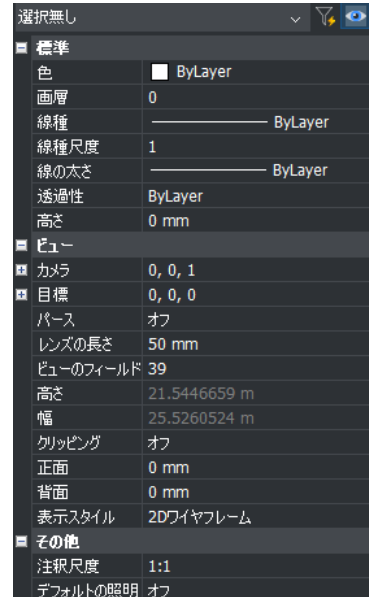 選択無し
標準
色 ByLayer
画層 0
線種 ByLayer
線種尺度 1
線の太さ ByLayer
透過性 ByLayer
高さ 0 mm
ビュー
カメラ 0, 0, 1
目標 0, 0, 0
パース オフ
レンズの長さ 50 mm
ビューのフィールド 39
高さ 21.5446659 m
幅 25.5260524 m
クリッピング オフ
正面 0 mm
背面 0 mm
表示スタイル 2Dワイヤフレーム
その他
注釈尺度 1:1
デフォルトの照明 オフ